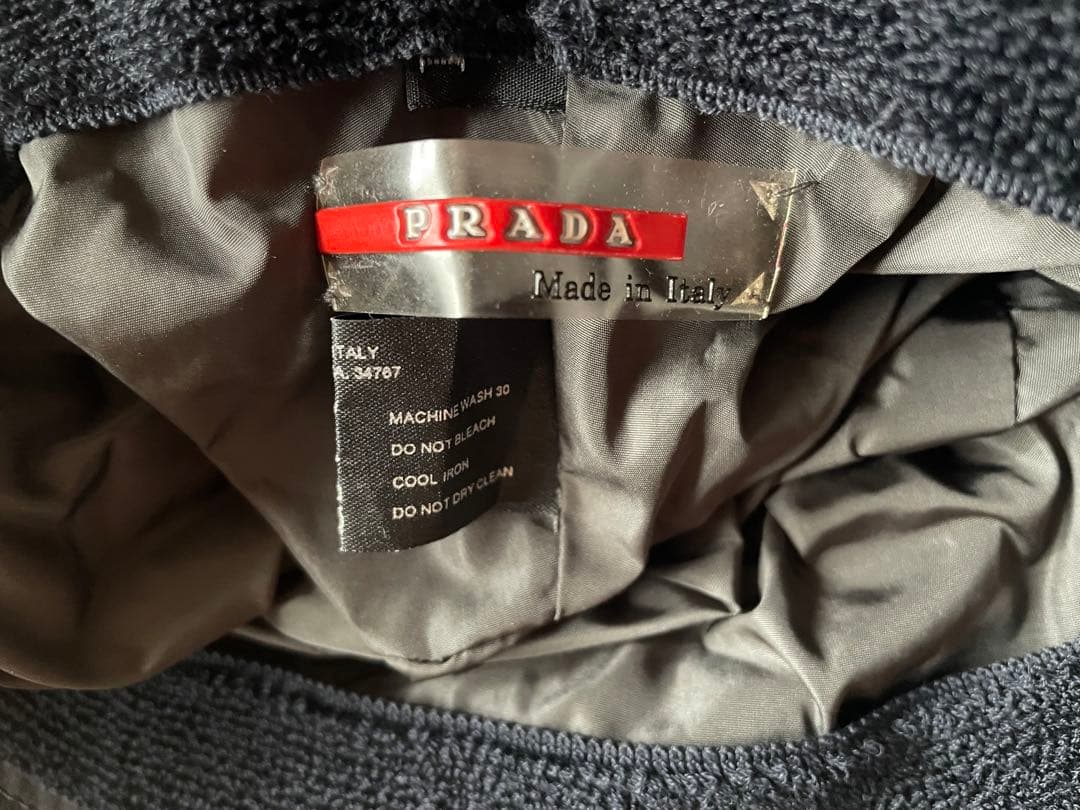 PRADA
Made in Italy
TALY
A. 34767
MACHINE WASH 30
DO NOT BLEACH
COOL IRON
DO NOT DRY CLEAN